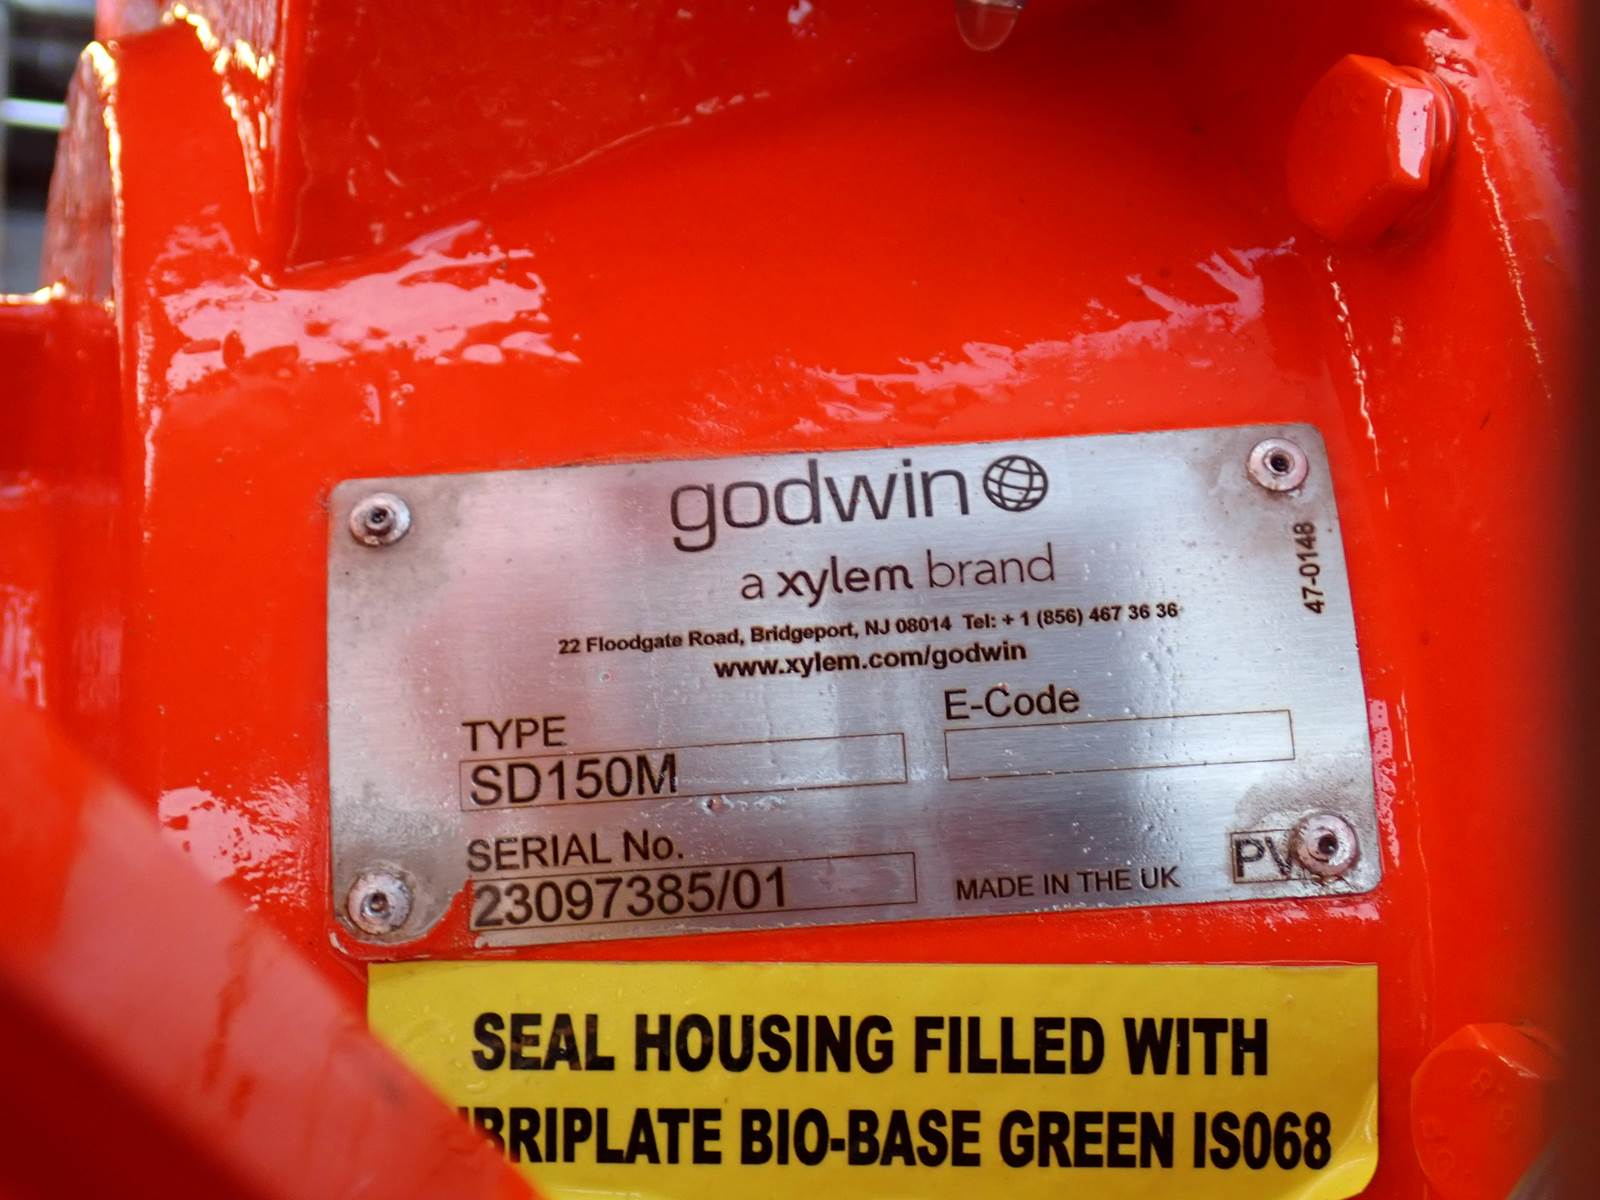 godwin
a xylem brand
22 Floodgate Road, Bridgeport, NJ 08014 Tel: + 1 (856) 467 36 36
www.xylem.com/godwin
47-0148
E-Code
TYPE
SD150M
SERIAL No.
23097385/01
MADE IN THE UK
SEAL HOUSING FILLED WITH
BIO-BASE GREEN ISO68